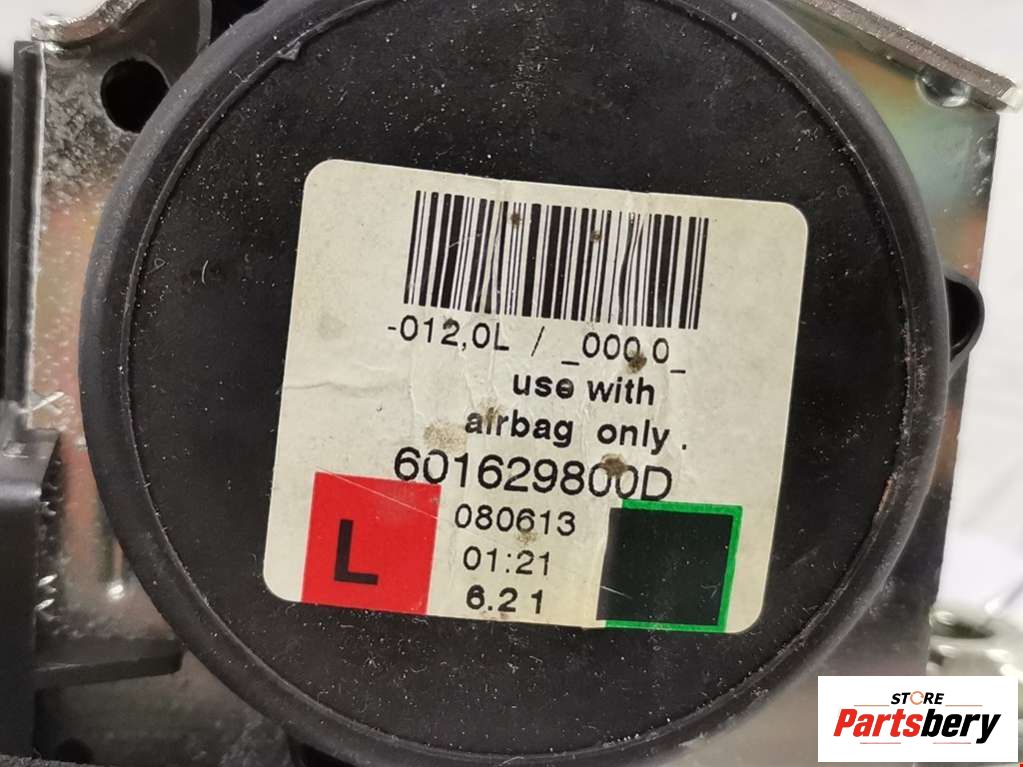 -012,0L / _000 0_
use with
airbag only.
601629800D
L
080613
01:21
6.21
STORE
Partsbery